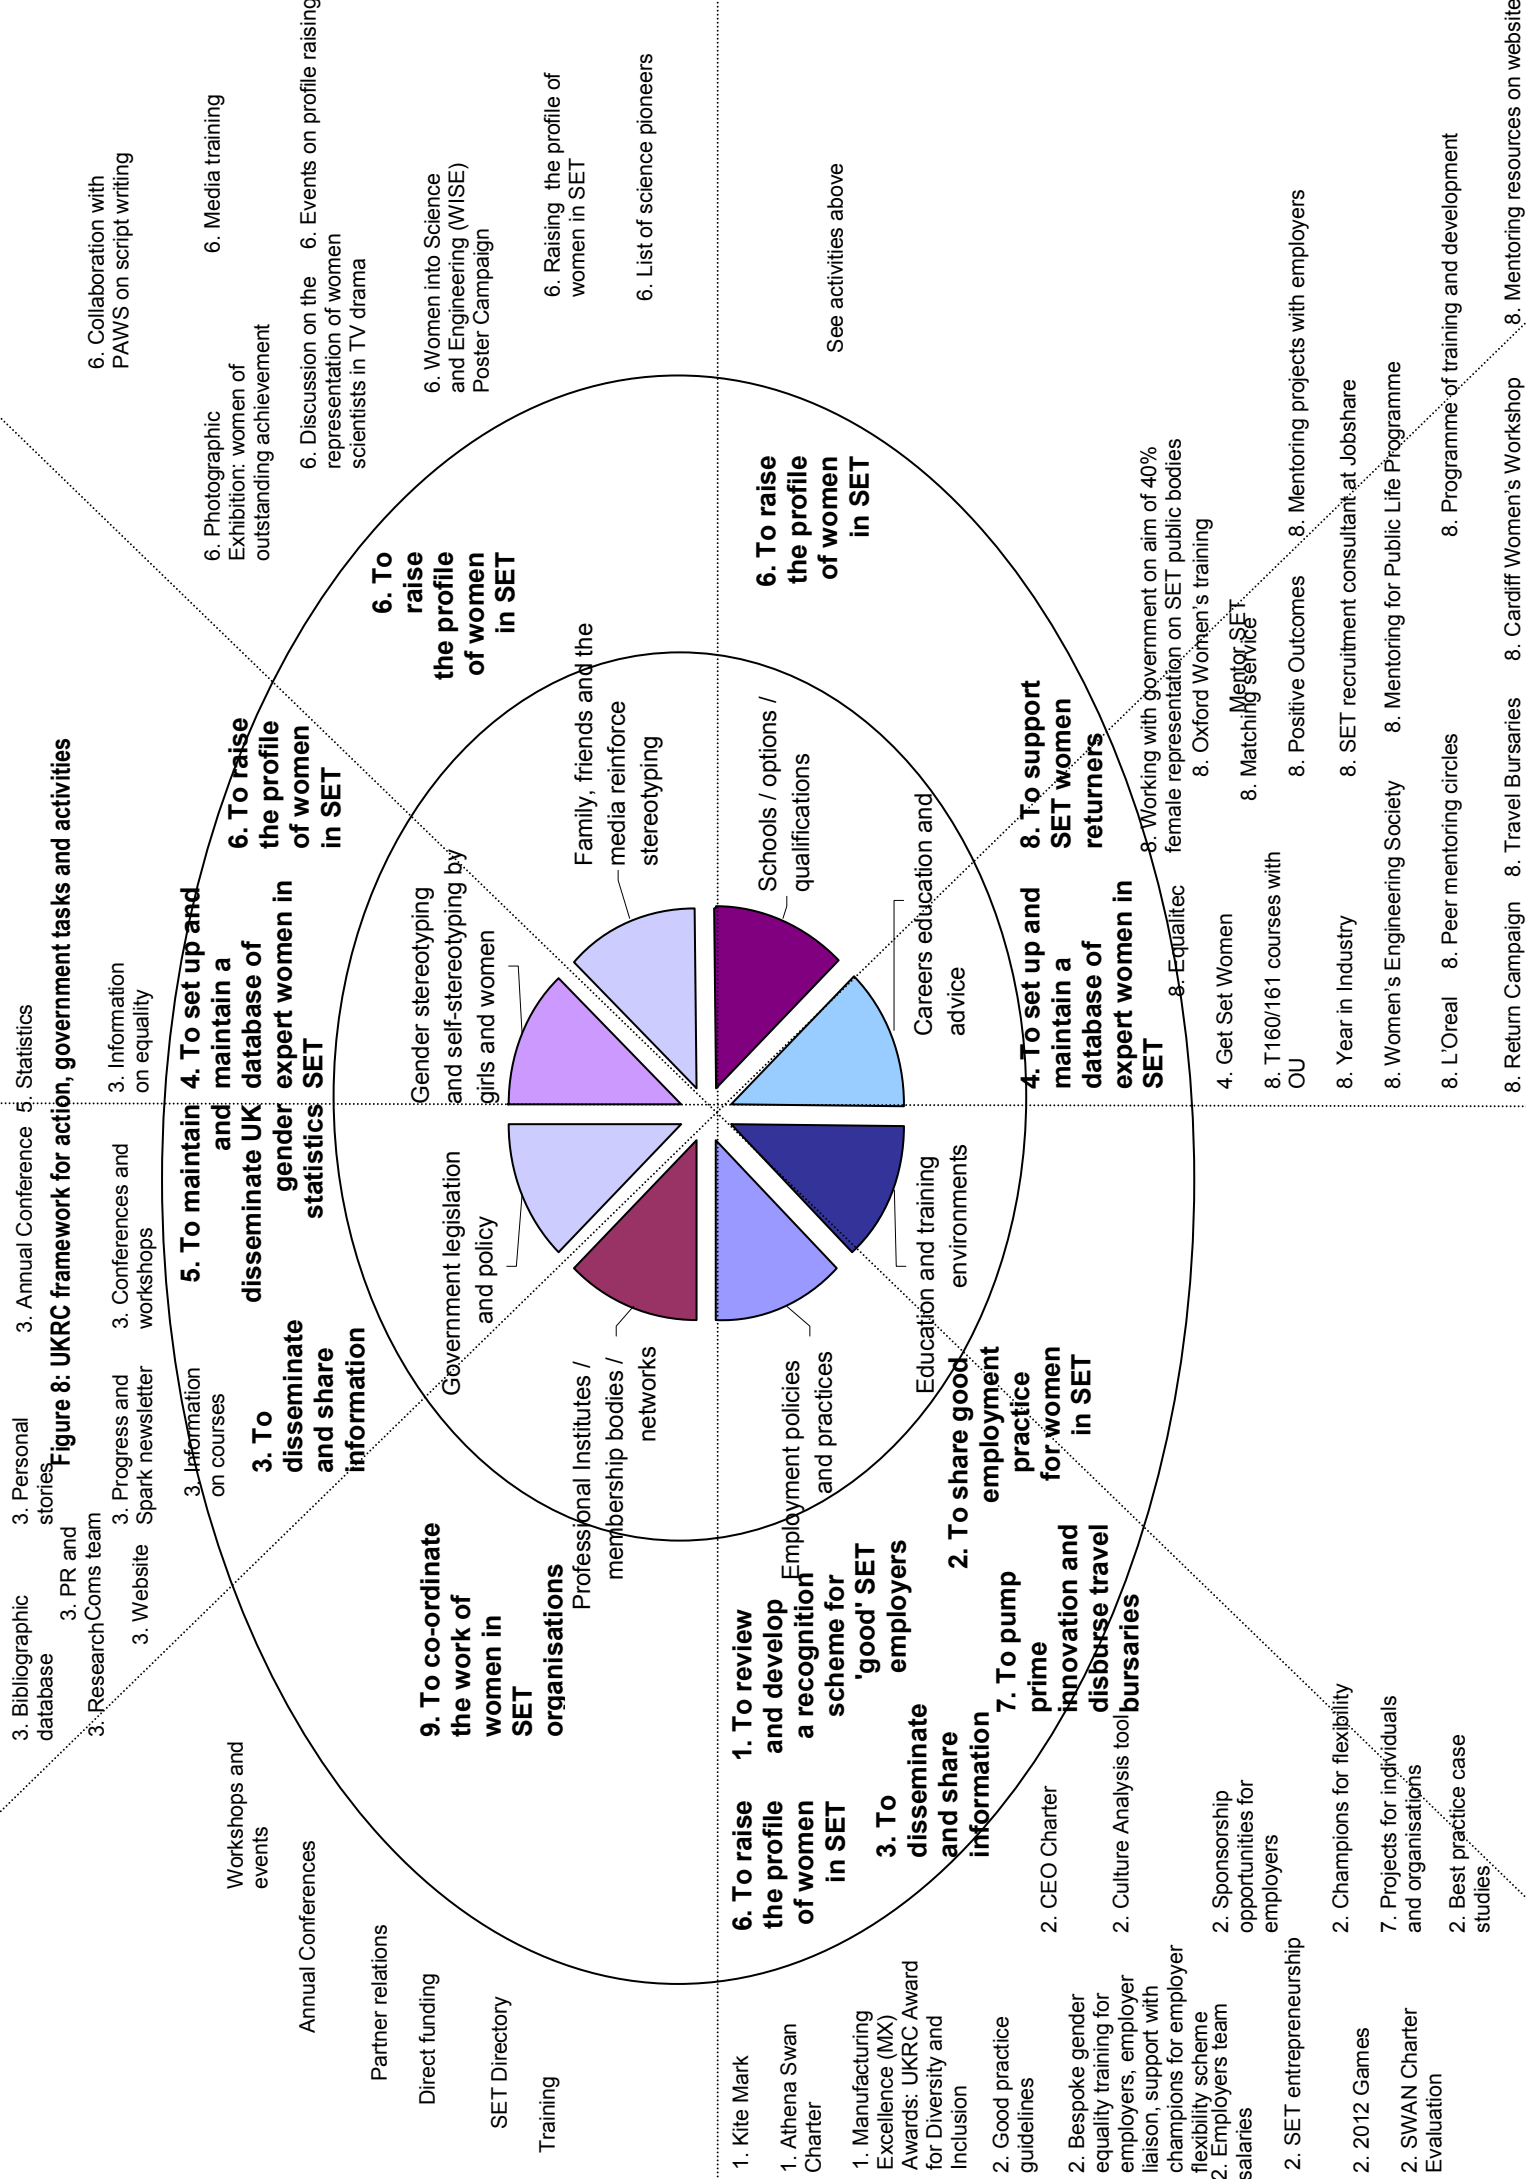 Figure 8: UKRC framework for action, government tasks and activities
3. Bibliographic
database
3. Personal
stories
3. Annual Conference
5. Statistics
3. PR and
Coms team
3. Research
3. Progress and
Spark newsletter
3. Website
3. Conferences and
workshops
3. Information
on equality
3. Information
on courses
6. Collaboration with
PAWS on script writing
6. Photographic
Exhibition: women of
outstanding achievement
6. Media training
6. Discussion on the
representation of women
scientists in TV drama
6. Events on profile raising
6. Women into Science
and Engineering (WISE)
Poster Campaign
6. Raising the profile of
women in SET
6. List of science pioneers
See activities above
Workshops and
events
Annual Conferences
Partner relations
Direct funding
SET Directory
Training
5. To maintain
and
disseminate UK
gender
statistics
4. To set up and
maintain a
database of
expert women in
SET
6. To raise
the profile
of women
in SET
6. To
raise
the profile
of women
in SET
3. To
disseminate
and share
information
9. To co-ordinate
the work of
women in
SET
organisations
Government legislation
and policy
Gender stereotyping
and self-stereotyping by
girls and women
Family, friends and the
media reinforce
stereotyping
Professional Institutes /
membership bodies /
networks
Schools / options /
qualifications
Employment policies
and practices
Education and training
environments
Careers education and
advice
6. To raise
the profile
of women
in SET
1. To review
and develop
a recognition
scheme for
'good' SET
employers
6. To raise
the profile
of women
in SET
3. To
disseminate
and share
information
2. To share good
employment
practice
for women
in SET
7. To pump
prime
innovation and
disburse travel
bursaries
4. To set up and
maintain a
database of
expert women in
SET
8. To support
SET women
returners
1. Kite Mark
1. Athena Swan
Charter
1. Manufacturing
Excellence (MX)
Awards: UKRC Award
for Diversity and
Inclusion
2. Good practice
guidelines
2. Bespoke gender
equality training for
employers, employer
liaison, support with
champions for employer
flexibility scheme
2. Employers team
salaries
2. SET entrepreneurship
2. 2012 Games
2. SWAN Charter
Evaluation
2. CEO Charter
2. Culture Analysis tool
2. Sponsorship
opportunities for
employers
2. Champions for flexibility
7. Projects for individuals
and organisations
2. Best practice case
studies
8. Working with government on aim of 40%
female representation on SET public bodies
8. Equalitec
8. Oxford Women's training
4. Get Set Women
Mentor SET
8. Matching service
8. T160/161 courses with
OU
8. Positive Outcomes
8. Mentoring projects with employers
8. Year in Industry
8. SET recruitment consultant at Jobshare
8. Women's Engineering Society
8. Mentoring for Public Life Programme
8. L'Oreal
8. Peer mentoring circles
8. Programme of training and development
8. Return Campaign
8. Travel Bursaries
8. Cardiff Women's Workshop
8. Mentoring resources on website